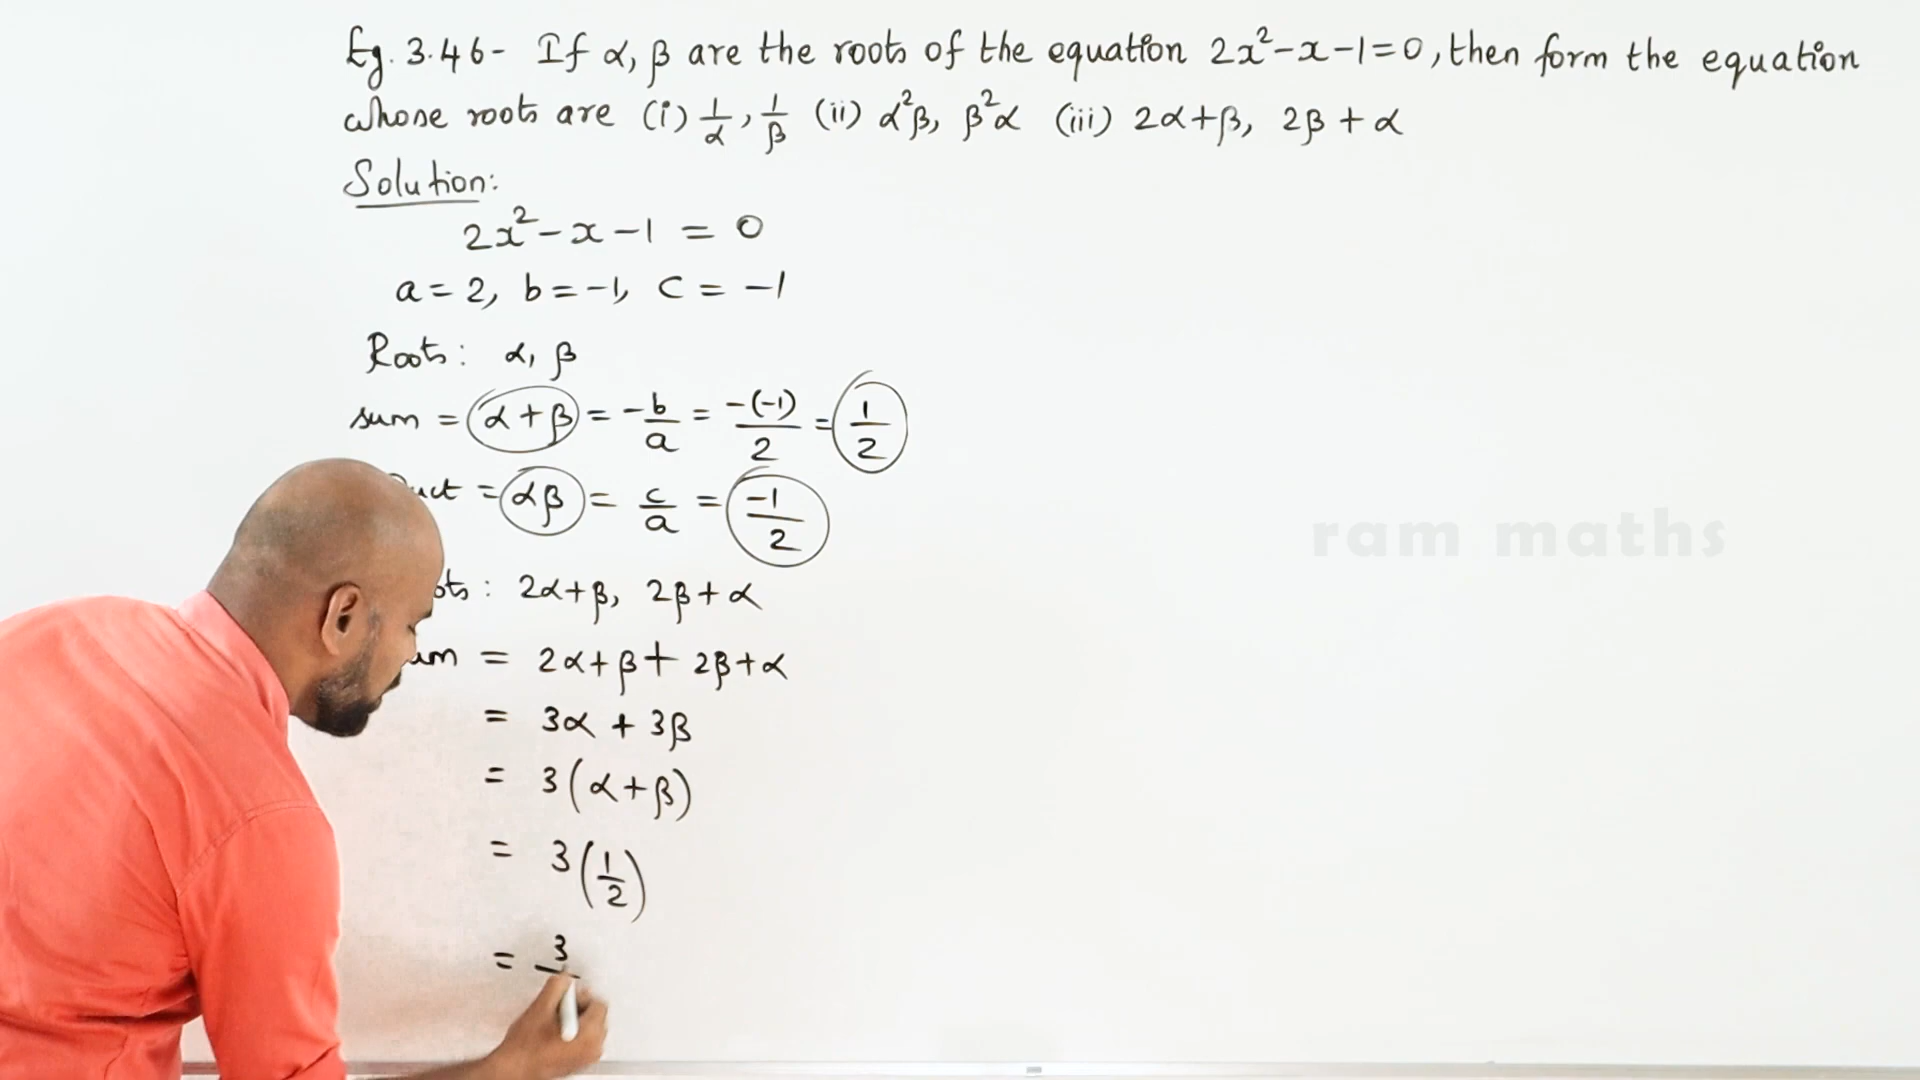 Eg. 3.46- If α, β are the roots of the equation 2x²-x-1=0, then form the equation
whose roots are (i) 1/α, 1/β (ii) α²β, β²α (iii) 2α+β, 2β+α
Solution:
2x²-x-1 = 0
a=2, b=-1, c=-1
Roots: α, β
sum = α+β = -b/a = -(-1)/2 = 1/2
= αβ = c/a = -1/2
: 2α+β, 2β+α
= 2α+β+2β+α
= 3α + 3β
= 3(α+β)
= 3(1/2)
= 3
ram maths